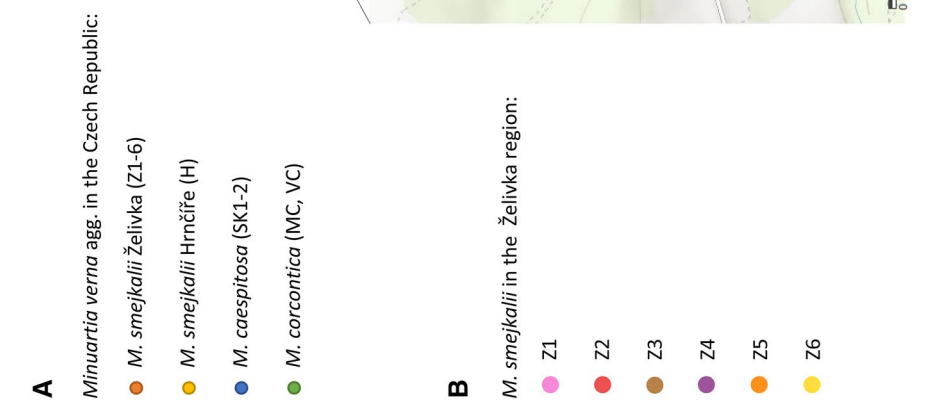 A
Minuartia verna agg. in the Czech Republic:
M. smejkalii Želivka (Z1-6)
M. smejkalii Hrnčíře (H)
M. caespitosa (SK1-2)
M. corcontica (MC, VC)
B
M. smejkalii in the Želivka region:
Z1
Z2
Z3
Z4
Z5
Z6
0